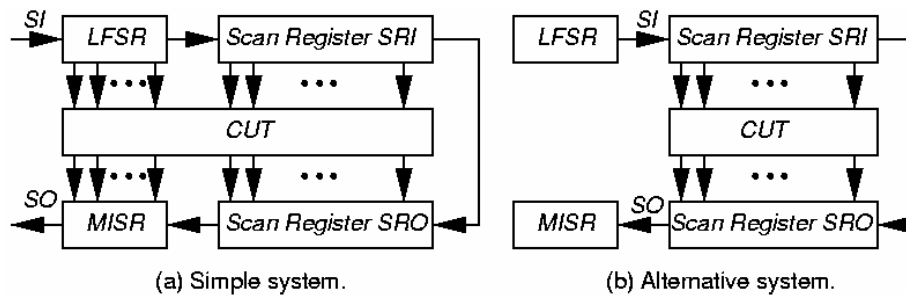 SI
LFSR
Scan Register SRI
CUT
SO
MISR
Scan Register SRO
(a) Simple system.
LFSR
SI
Scan Register SRI
CUT
MISR
SO
Scan Register SRO
(b) Alternative system.